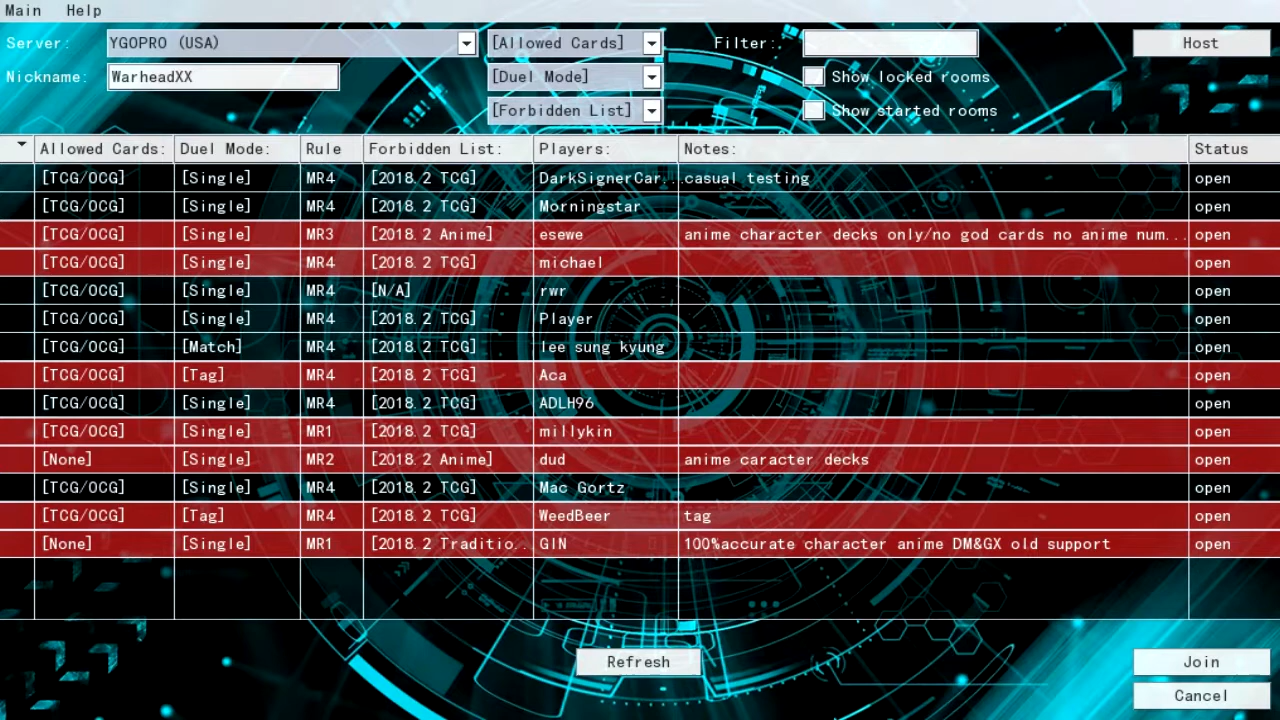 Main Help
Server: YGOPRO (USA) [Allowed Cards] Filter: Host
Nickname: WarheadXX [Duel Mode] Show locked rooms
[Forbidden List] Show started rooms
Allowed Cards: Duel Mode: Rule Forbidden List: Players: Notes: Status
[TCG/OCG] [Single] MR4 [2018.2 TCG] DarkSignerCar... casual testing open
[TCG/OCG] [Single] MR4 [2018.2 TCG] Morningstar open
[TCG/OCG] [Single] MR3 [2018.2 Anime] esewe anime character decks only/no god cards no anime num... open
[TCG/OCG] [Single] MR4 [2018.2 TCG] michael open
[TCG/OCG] [Single] MR4 [N/A] rwr open
[TCG/OCG] [Single] MR4 [2018.2 TCG] Player open
[TCG/OCG] [Match] MR4 [2018.2 TCG] lee sung kyung open
[TCG/OCG] [Tag] MR4 [2018.2 TCG] Aca open
[TCG/OCG] [Single] MR4 [2018.2 TCG] ADLH96 open
[TCG/OCG] [Single] MR1 [2018.2 TCG] millykin open
[None] [Single] MR2 [2018.2 Anime] dud anime caracter decks open
[TCG/OCG] [Single] MR4 [2018.2 TCG] Mac Gortz open
[TCG/OCG] [Tag] MR4 [2018.2 TCG] WeedBeer tag open
[None] [Single] MR1 [2018.2 Traditio.. GIN 100%accurate character anime DM&GX old support open
Refresh Join
Cancel